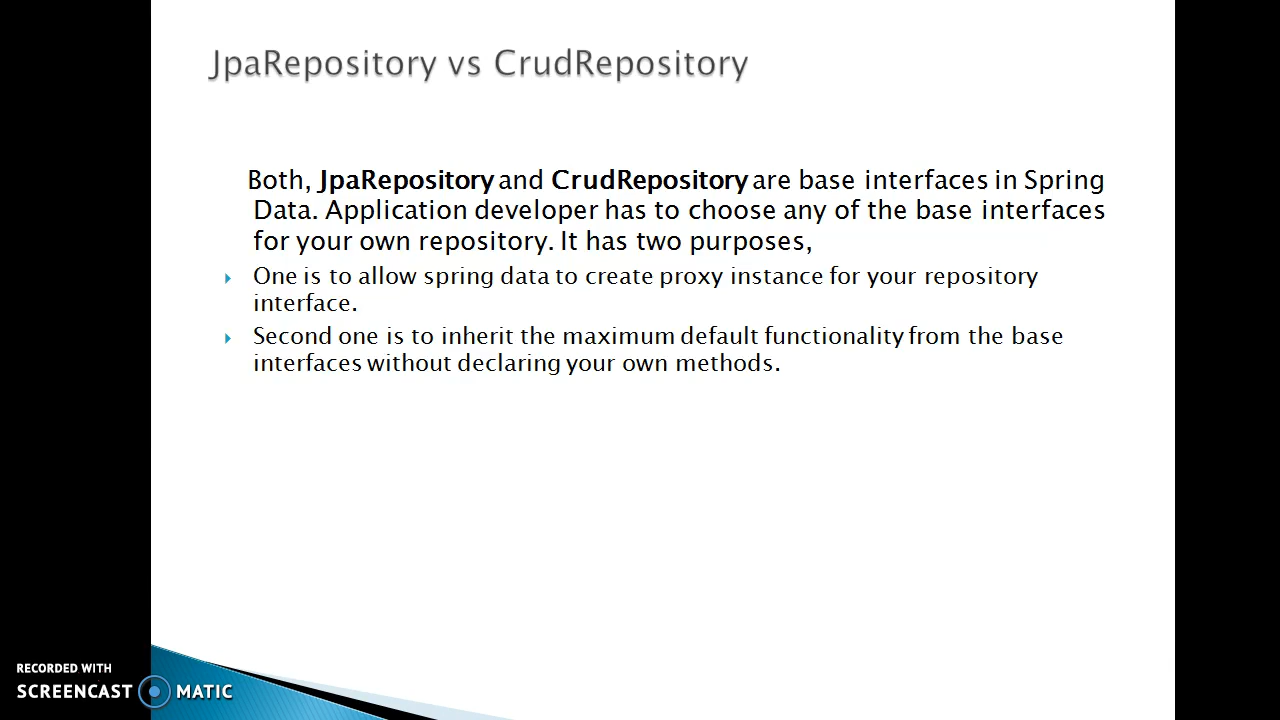 JpaRepository vs CrudRepository
Both, JpaRepository and CrudRepository are base interfaces in Spring
Data. Application developer has to choose any of the base interfaces
for your own repository. It has two purposes,
One is to allow spring data to create proxy instance for your repository
interface.
Second one is to inherit the maximum default functionality from the base
interfaces without declaring your own methods.
RECORDED WITH
SCREENCAST MATIC